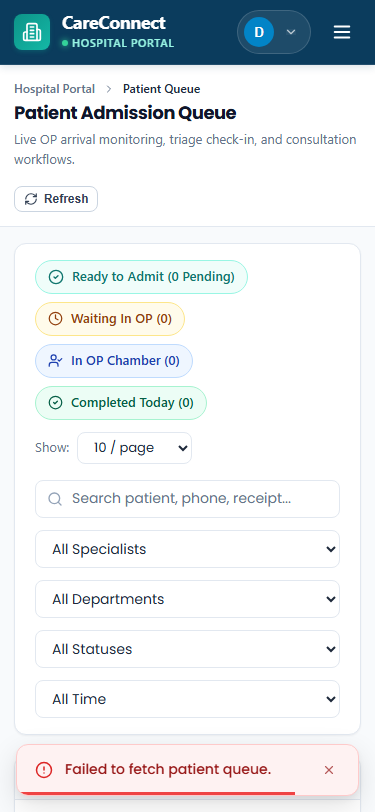 CareConnect
HOSPITAL PORTAL
D
Hospital Portal > Patient Queue
Patient Admission Queue
Live OP arrival monitoring, triage check-in, and consultation
workflows.
Refresh
Ready to Admit (0 Pending)
Waiting In OP (0)
In OP Chamber (0)
Completed Today (0)
Show: 10 / page
Search patient, phone, receipt...
All Specialists
All Departments
All Statuses
All Time
Failed to fetch patient queue.